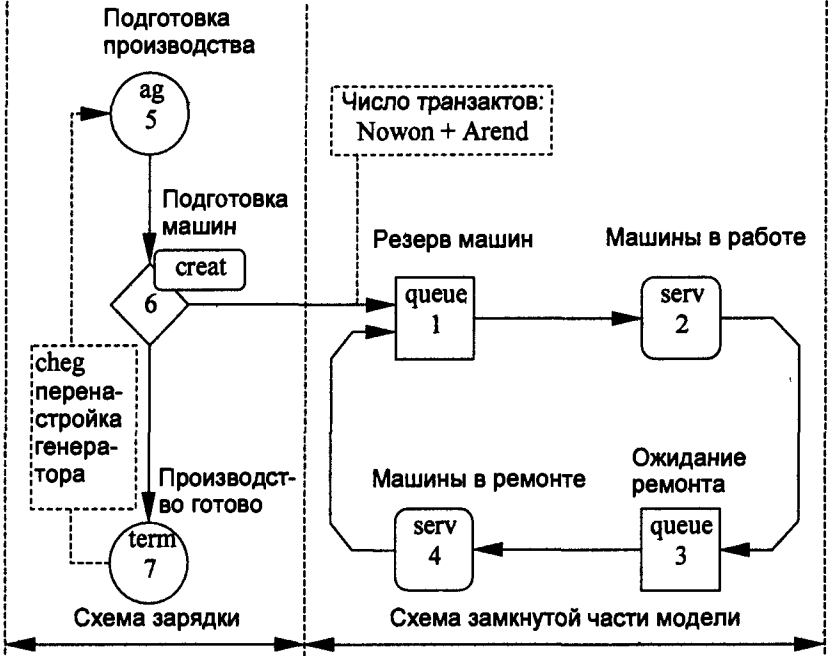 Подготовка
производства
ag
5
Число транзактов:
Nowon + Arend
Подготовка
машин
creat
6
Резерв машин
queue
1
Машины в работе
serv
2
cheg
перена-
стройка
генера-
тора
Производст-
во готово
term
7
Машины в ремонте
serv
4
Ожидание
ремонта
queue
3
Схема зарядки
Схема замкнутой части модели